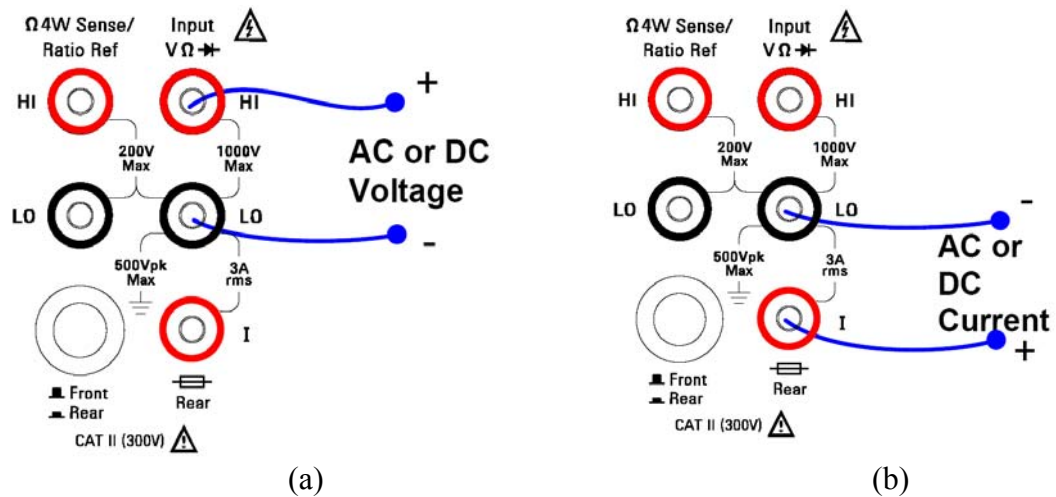 Ω 4W Sense/
Ratio Ref
Input
V Ω
HI
HI
200V
Max
1000V
Max
AC or DC
Voltage
+
-
LO
LO
500Vpk
Max
3A
rms
I
Front
Rear
Rear
CAT II (300V)
(a)
Ω 4W Sense/
Ratio Ref
Input
V Ω
HI
HI
200V
Max
1000V
Max
LO
LO
-
500Vpk
Max
3A
rms
AC or
DC
Current
+
I
Front
Rear
Rear
CAT II (300V)
(b)